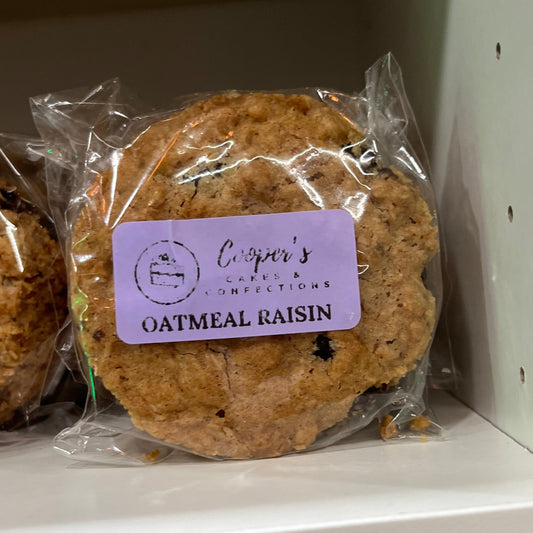 Cooper's
CAKES &
CONFECTIONS
OATMEAL RAISIN